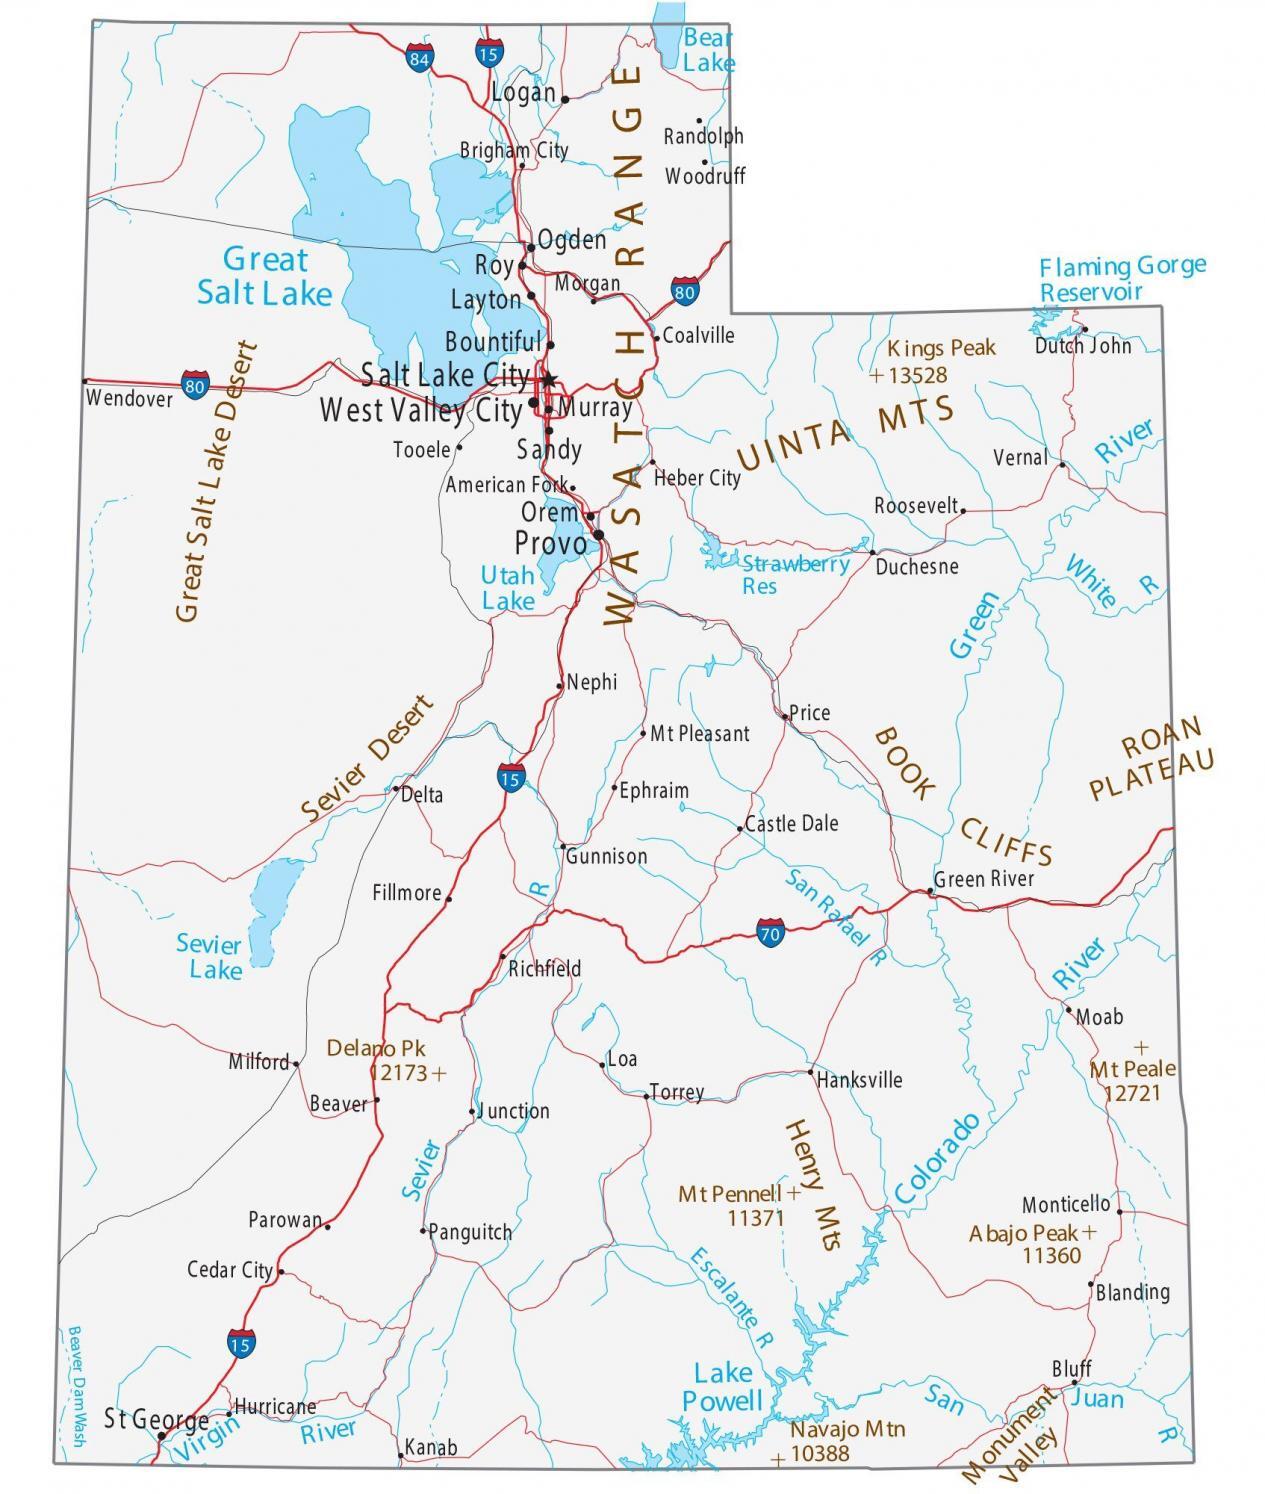 84
15
Bear
Lake
Logan
Randolph
Brigham City
Woodruff
WASATCH RANGE
Ogden
Great
Salt Lake
Roy
Morgan
Layton
80
Flaming Gorge
Reservoir
Bountiful
Coalville
Kings Peak
+ 13528
Dutch John
Salt Lake City
80
Wendover
West Valley City
Murray
UINTA MTS
Great Salt Lake Desert
Tooele
Sandy
Vernal
River
American Fork
Heber City
Orem
Roosevelt
Provo
Strawberry
Res
Duchesne
Utah
Lake
White R
Green
Nephi
Price
Mt Pleasant
BOOK CLIFFS
ROAN
PLATEAU
Sevier Desert
15
Delta
Ephraim
Castle Dale
Gunnison
Fillmore
R
San Rafael R
Green River
70
Sevier
Lake
Richfield
River
Moab
Delano Pk
12173 +
Milford
Loa
+
Mt Peale
12721
Beaver
Junction
Torrey
Hanksville
Henry Mts
Colorado
Sevier
Mt Pennell +
11371
Monticello
Parowan
Panguitch
Abajo Peak +
11360
Cedar City
Escalante R
Blanding
15
Beaver Dam Wash
Lake
Powell
Bluff
San Juan R
St George
Hurricane
Virgin River
Kanab
Navajo Mtn
+ 10388
Monument
Valley